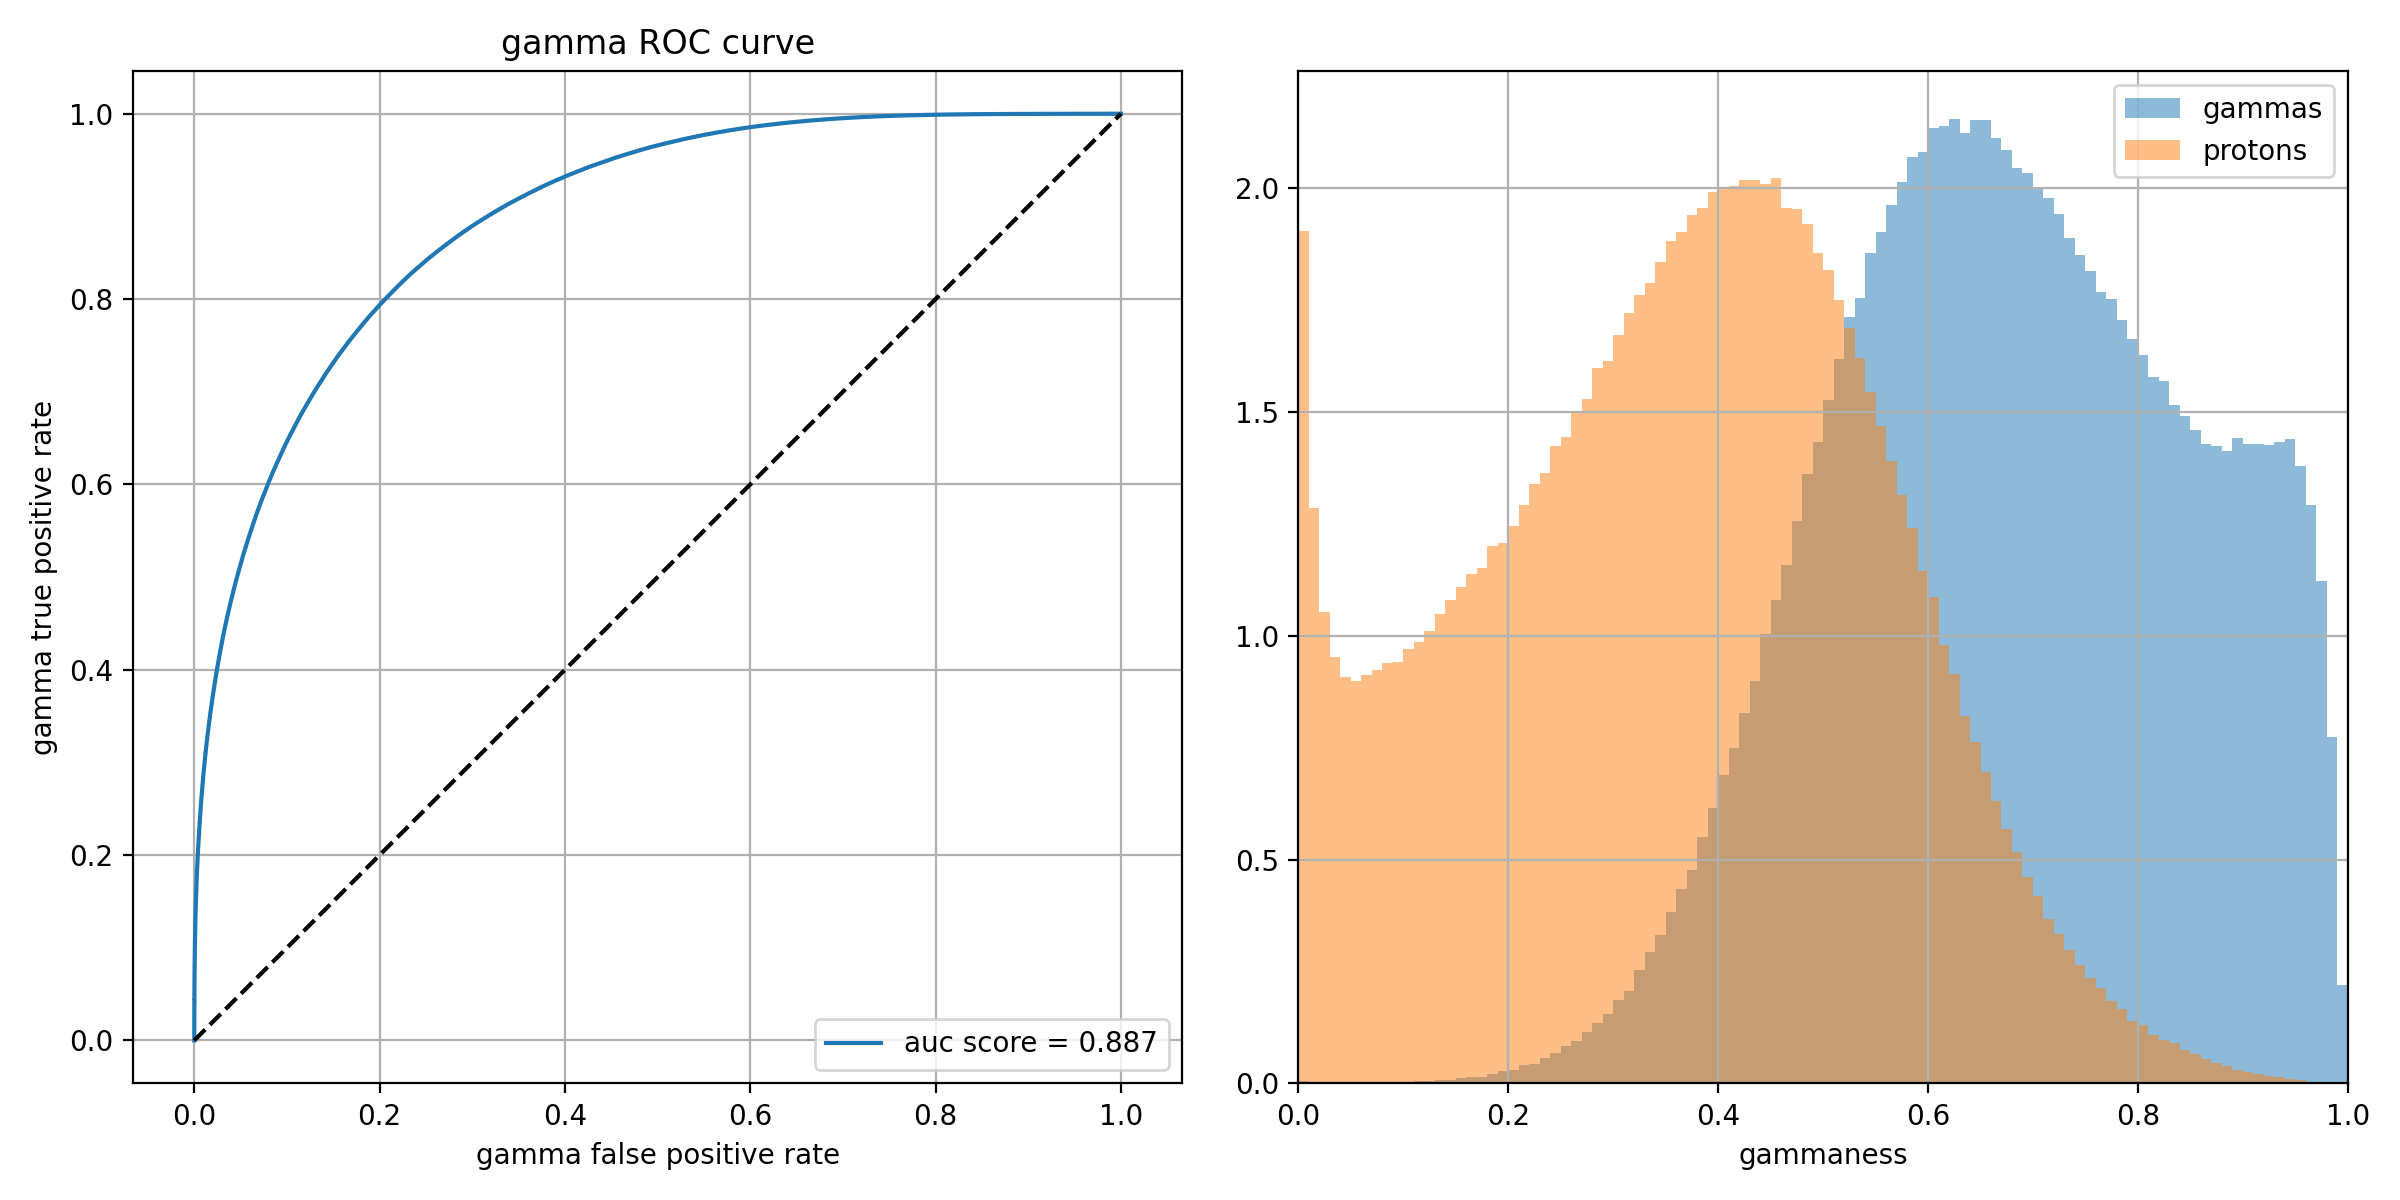 gamma ROC curve
gamma true positive rate
1.0
0.8
0.6
0.4
0.2
0.0
auc score = 0.887
0.0 0.2 0.4 0.6 0.8 1.0
gamma false positive rate
gammas
protons
2.0
1.5
1.0
0.5
0.0
0.0 0.2 0.4 0.6 0.8 1.0
gammaness